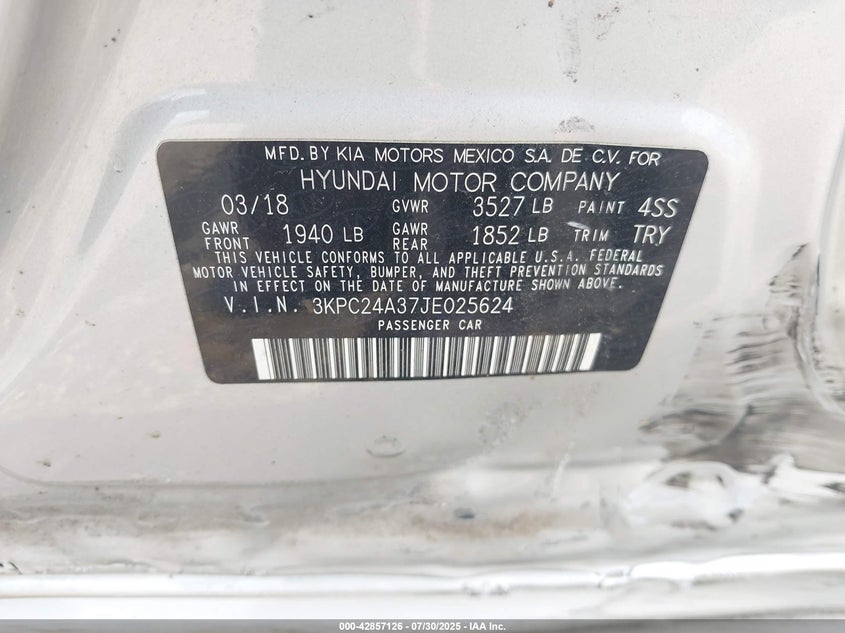 MFD. BY KIA MOTORS MEXICO S.A. DE C.V. FOR
HYUNDAI MOTOR COMPANY
03/18 GVWR 3527 LB PAINT 4SS
GAWR FRONT 1940 LB GAWR REAR 1852 LB TRIM TRY
THIS VEHICLE CONFORMS TO ALL APPLICABLE U.S.A. FEDERAL
MOTOR VEHICLE SAFETY, BUMPER, AND THEFT PREVENTION STANDARDS
IN EFFECT ON THE DATE OF MANUFACTURE SHOWN ABOVE.
V.I.N. 3KPC24A37JE025624
PASSENGER CAR
000-42857126 - 07/30/2025 - IAA Inc.